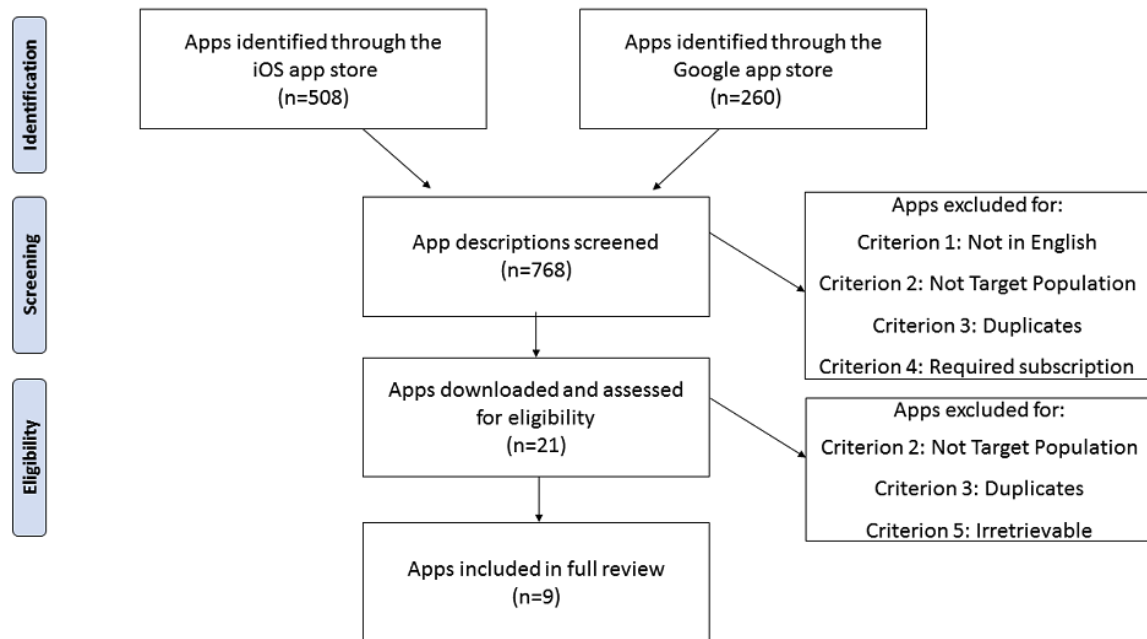 Identification
Apps identified through the
iOS app store
(n=508)
Apps identified through the
Google app store
(n=260)
Screening
App descriptions screened
(n=768)
Apps excluded for:
Criterion 1: Not in English
Criterion 2: Not Target Population
Criterion 3: Duplicates
Criterion 4: Required subscription
Eligibility
Apps downloaded and assessed
for eligibility
(n=21)
Apps excluded for:
Criterion 2: Not Target Population
Criterion 3: Duplicates
Criterion 5: Irretrievable
Apps included in full review
(n=9)